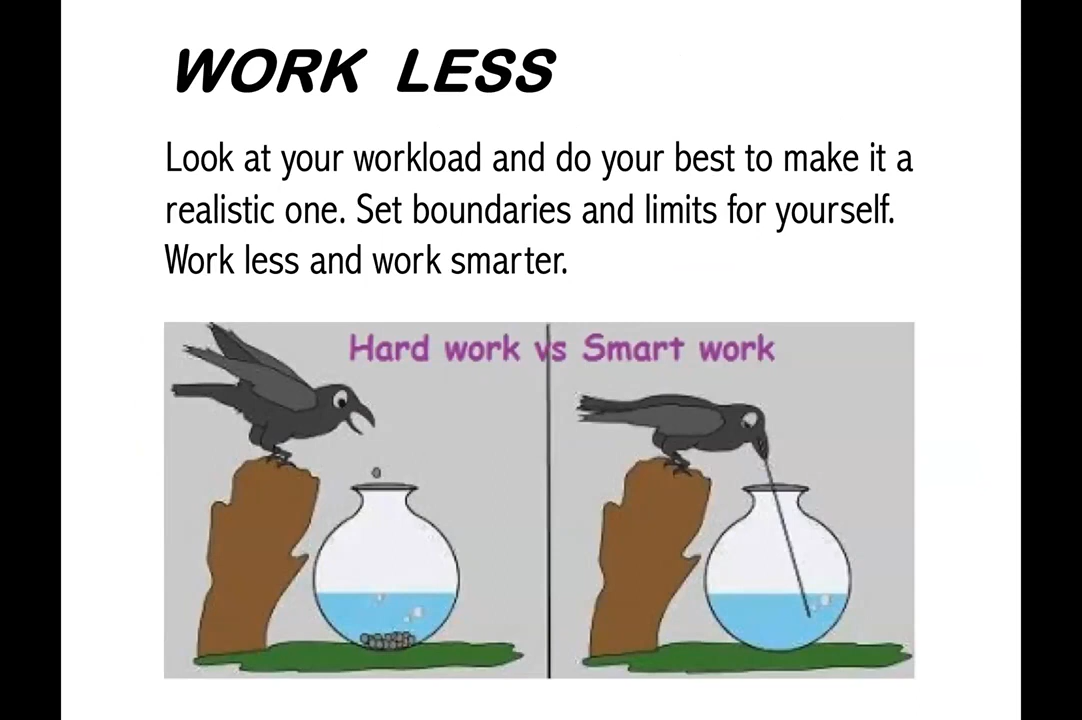 WORK LESS
Look at your workload and do your best to make it a
realistic one. Set boundaries and limits for yourself.
Work less and work smarter.
Hard work vs Smart work